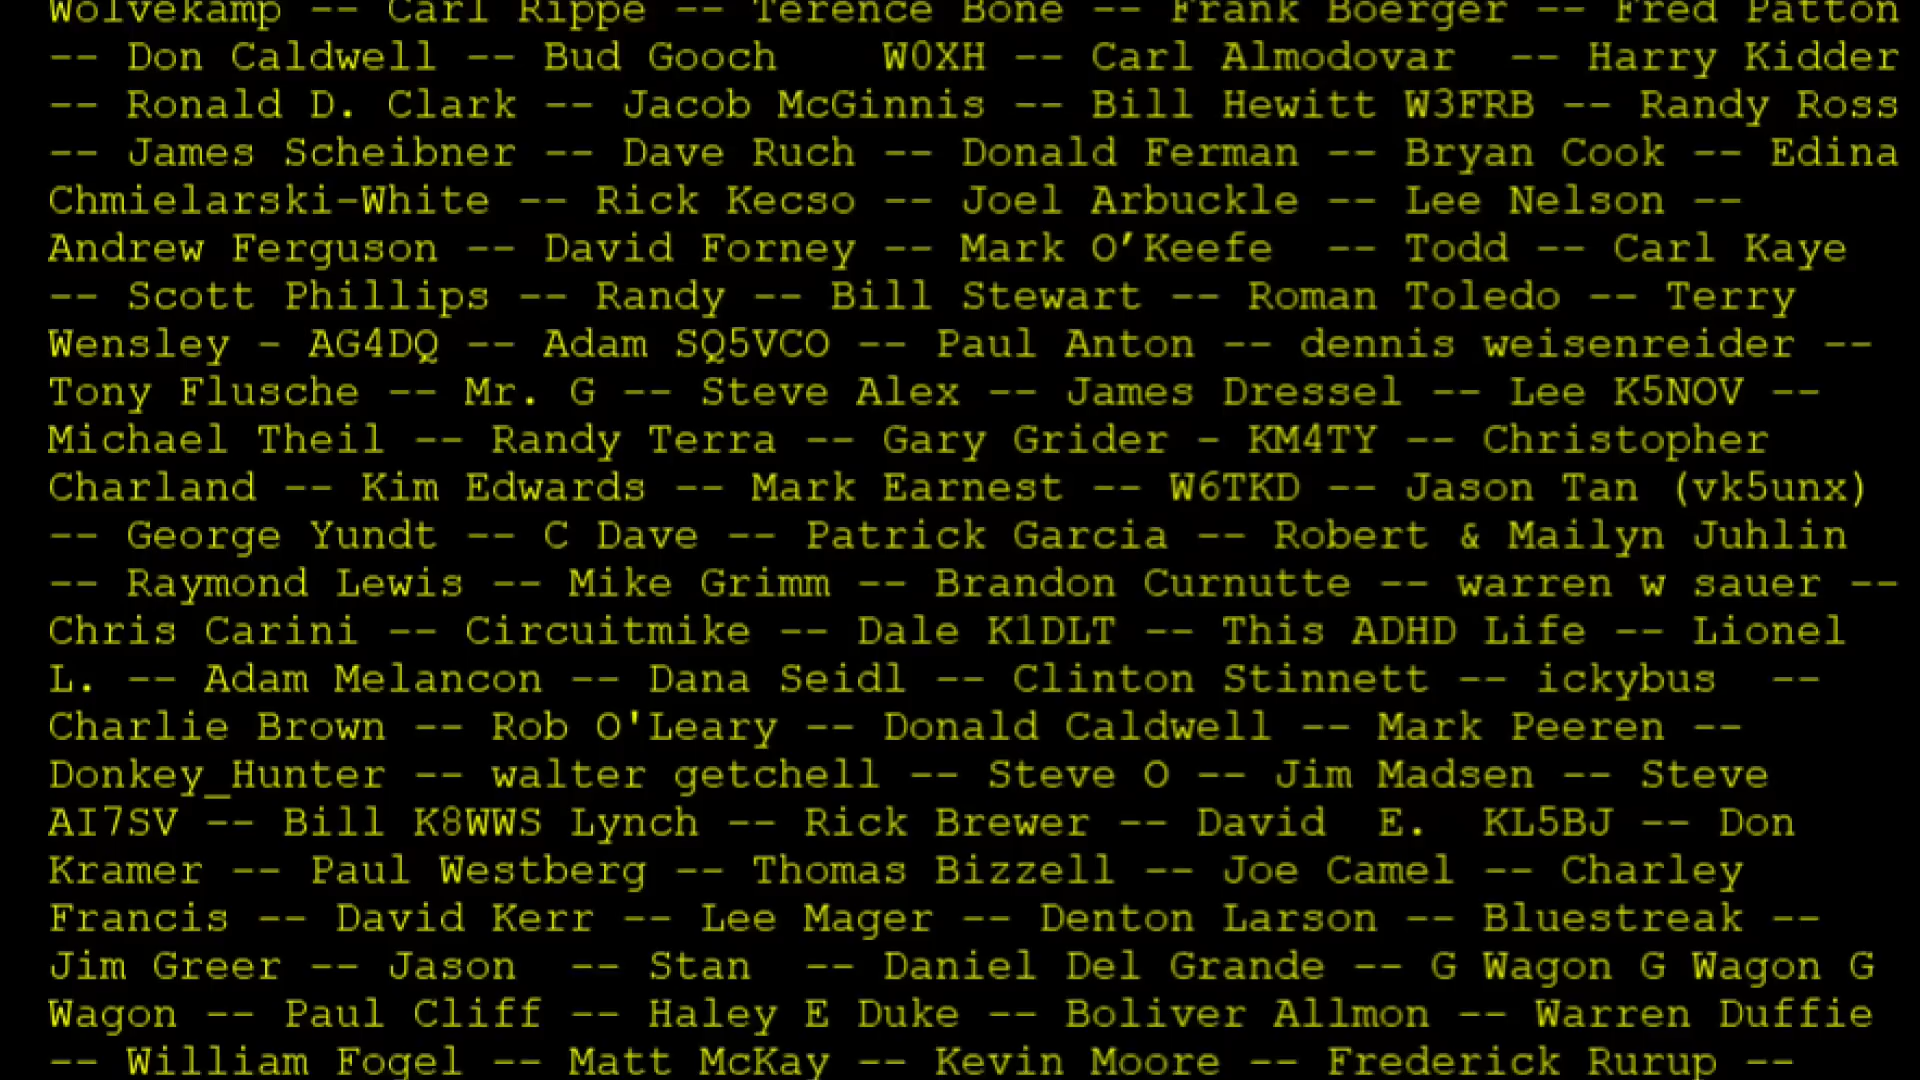 Wolvekamp -- Carl Rippe -- Terence Bone -- Frank Boerger -- Fred Patton
-- Don Caldwell -- Bud Gooch    W0XH -- Carl Almodovar  -- Harry Kidder
-- Ronald D. Clark -- Jacob McGinnis -- Bill Hewitt W3FRB -- Randy Ross
-- James Scheibner -- Dave Ruch -- Donald Ferman -- Bryan Cook -- Edina
Chmielarski-White -- Rick Kecso -- Joel Arbuckle -- Lee Nelson --
Andrew Ferguson -- David Forney -- Mark O’Keefe  -- Todd -- Carl Kaye
-- Scott Phillips -- Randy -- Bill Stewart -- Roman Toledo -- Terry
Wensley - AG4DQ -- Adam SQ5VCO -- Paul Anton -- dennis weisenreider --
Tony Flusche -- Mr. G -- Steve Alex -- James Dressel -- Lee K5NOV --
Michael Theil -- Randy Terra -- Gary Grider - KM4TY -- Christopher
Charland -- Kim Edwards -- Mark Earnest -- W6TKD -- Jason Tan (vk5unx)
-- George Yundt -- C Dave -- Patrick Garcia -- Robert & Mailyn Juhlin
-- Raymond Lewis -- Mike Grimm -- Brandon Curnutte -- warren w sauer --
Chris Carini -- Circuitmike -- Dale K1DLT -- This ADHD Life -- Lionel
L. -- Adam Melancon -- Dana Seidl -- Clinton Stinnett -- ickybus  --
Charlie Brown -- Rob O'Leary -- Donald Caldwell -- Mark Peeren --
Donkey_Hunter -- walter getchell -- Steve O -- Jim Madsen -- Steve
AI7SV -- Bill K8WWS Lynch -- Rick Brewer -- David  E.  KL5BJ -- Don
Kramer -- Paul Westberg -- Thomas Bizzell -- Joe Camel -- Charley
Francis -- David Kerr -- Lee Mager -- Denton Larson -- Bluestreak --
Jim Greer -- Jason  -- Stan  -- Daniel Del Grande -- G Wagon G Wagon G
Wagon -- Paul Cliff -- Haley E Duke -- Boliver Allmon -- Warren Duffie
-- William Fogel -- Matt McKay -- Kevin Moore -- Frederick Rurup --